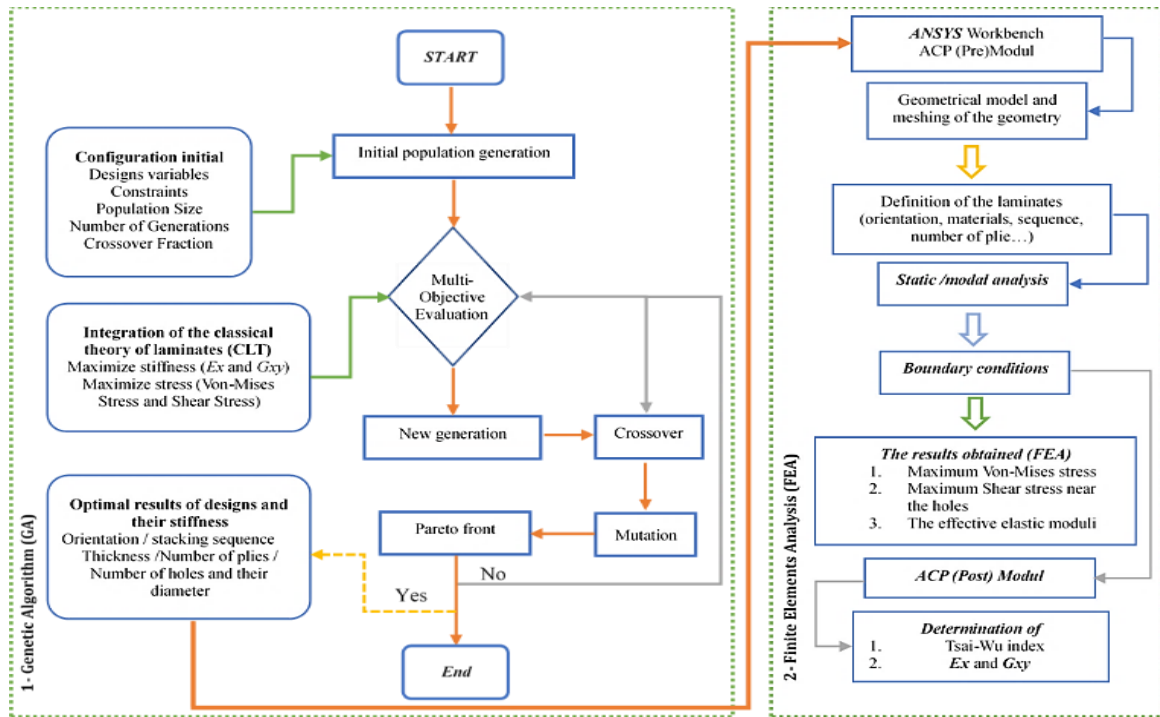 START
Initial population generation
Configuration initial
Designs variables
Constraints
Population Size
Number of Generations
Crossover Fraction
Multi-
Objective
Evaluation
Integration of the classical
theory of laminates (CLT)
Maximize stiffness (Ex and Gxy)
Maximize stress (Von-Mises
Stress and Shear Stress)
New generation
Crossover
Optimal results of designs and
their stiffness
Orientation / stacking sequence
Thickness /Number of plies /
Number of holes and their
diameter
Pareto front
Mutation
No
Yes
End
1- Genetic Algorithm (GA)
ANSYS Workbench
ACP (Pre)Modul
Geometrical model and
meshing of the geometry
Definition of the laminates
(orientation, materials, sequence,
number of plie…)
Static /modal analysis
Boundary conditions
The results obtained (FEA)
1. Maximum Von-Mises stress
2. Maximum Shear stress near
the holes
3. The effective elastic moduli
ACP (Post) Modul
Determination of
1. Tsai-Wu index
2. Ex and Gxy
2- Finite Elements Analysis (FEA)